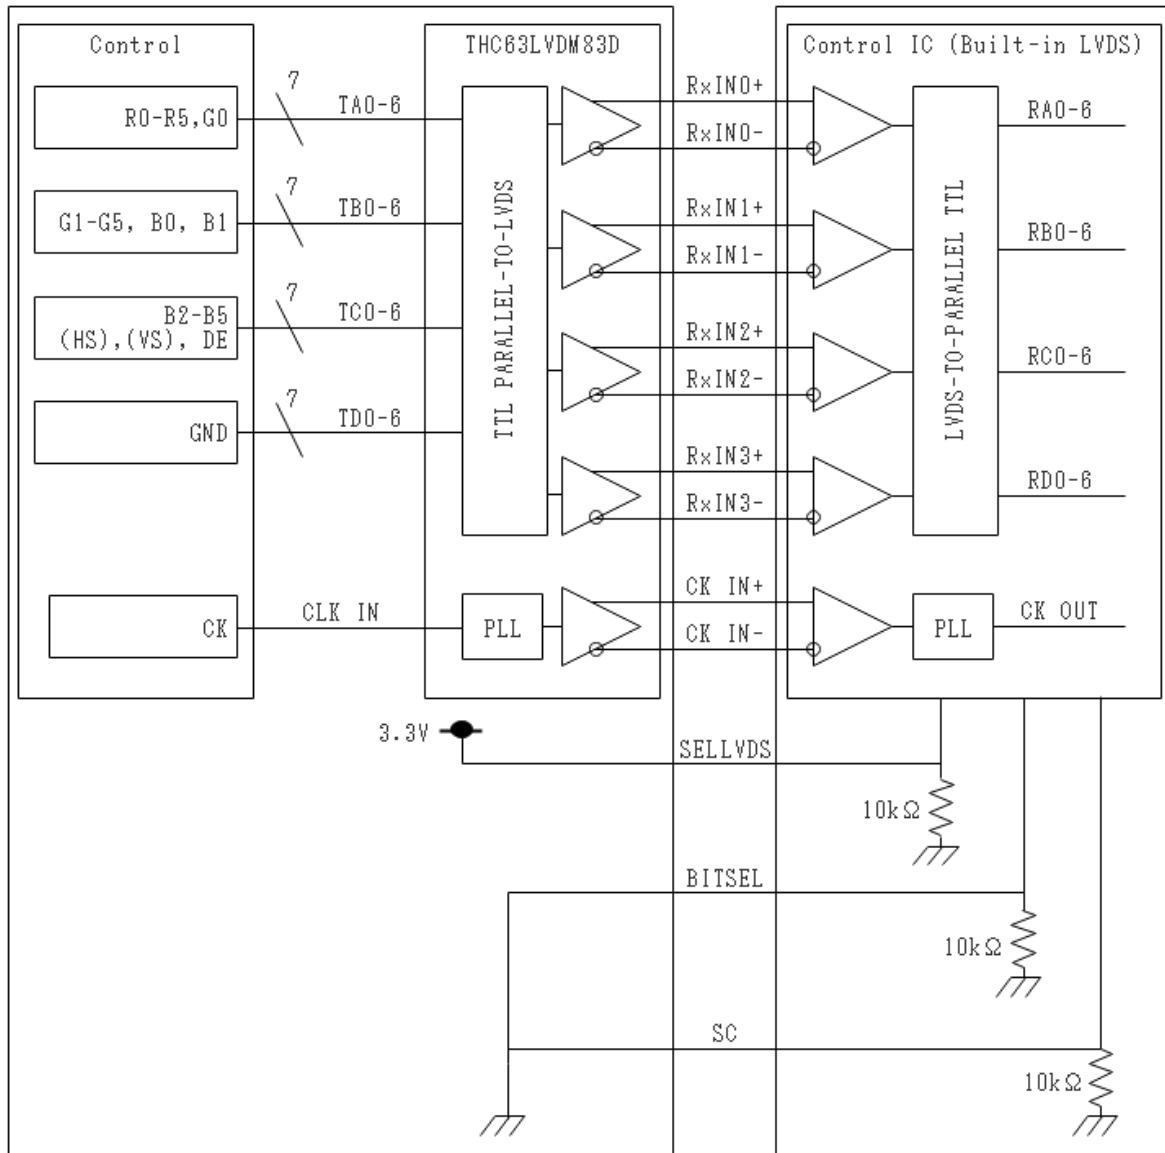 Control
THC63LVDM83D
Control IC (Built-in LVDS)
R0-R5,G0
7
TA0-6
RxIN0+
RxIN0-
RA0-6
G1-G5, B0, B1
7
TB0-6
RxIN1+
RxIN1-
RB0-6
B2-B5
(HS),(VS), DE
7
TC0-6
RxIN2+
RxIN2-
RC0-6
GND
7
TD0-6
RxIN3+
RxIN3-
RD0-6
TTL PARALLEL-TO-LVDS
LVDS-TO-PARALLEL TTL
CK
CLK IN
PLL
CK IN+
CK IN-
PLL
CK OUT
3.3V
SELLVDS
10kΩ
BITSEL
10kΩ
SC
10kΩ